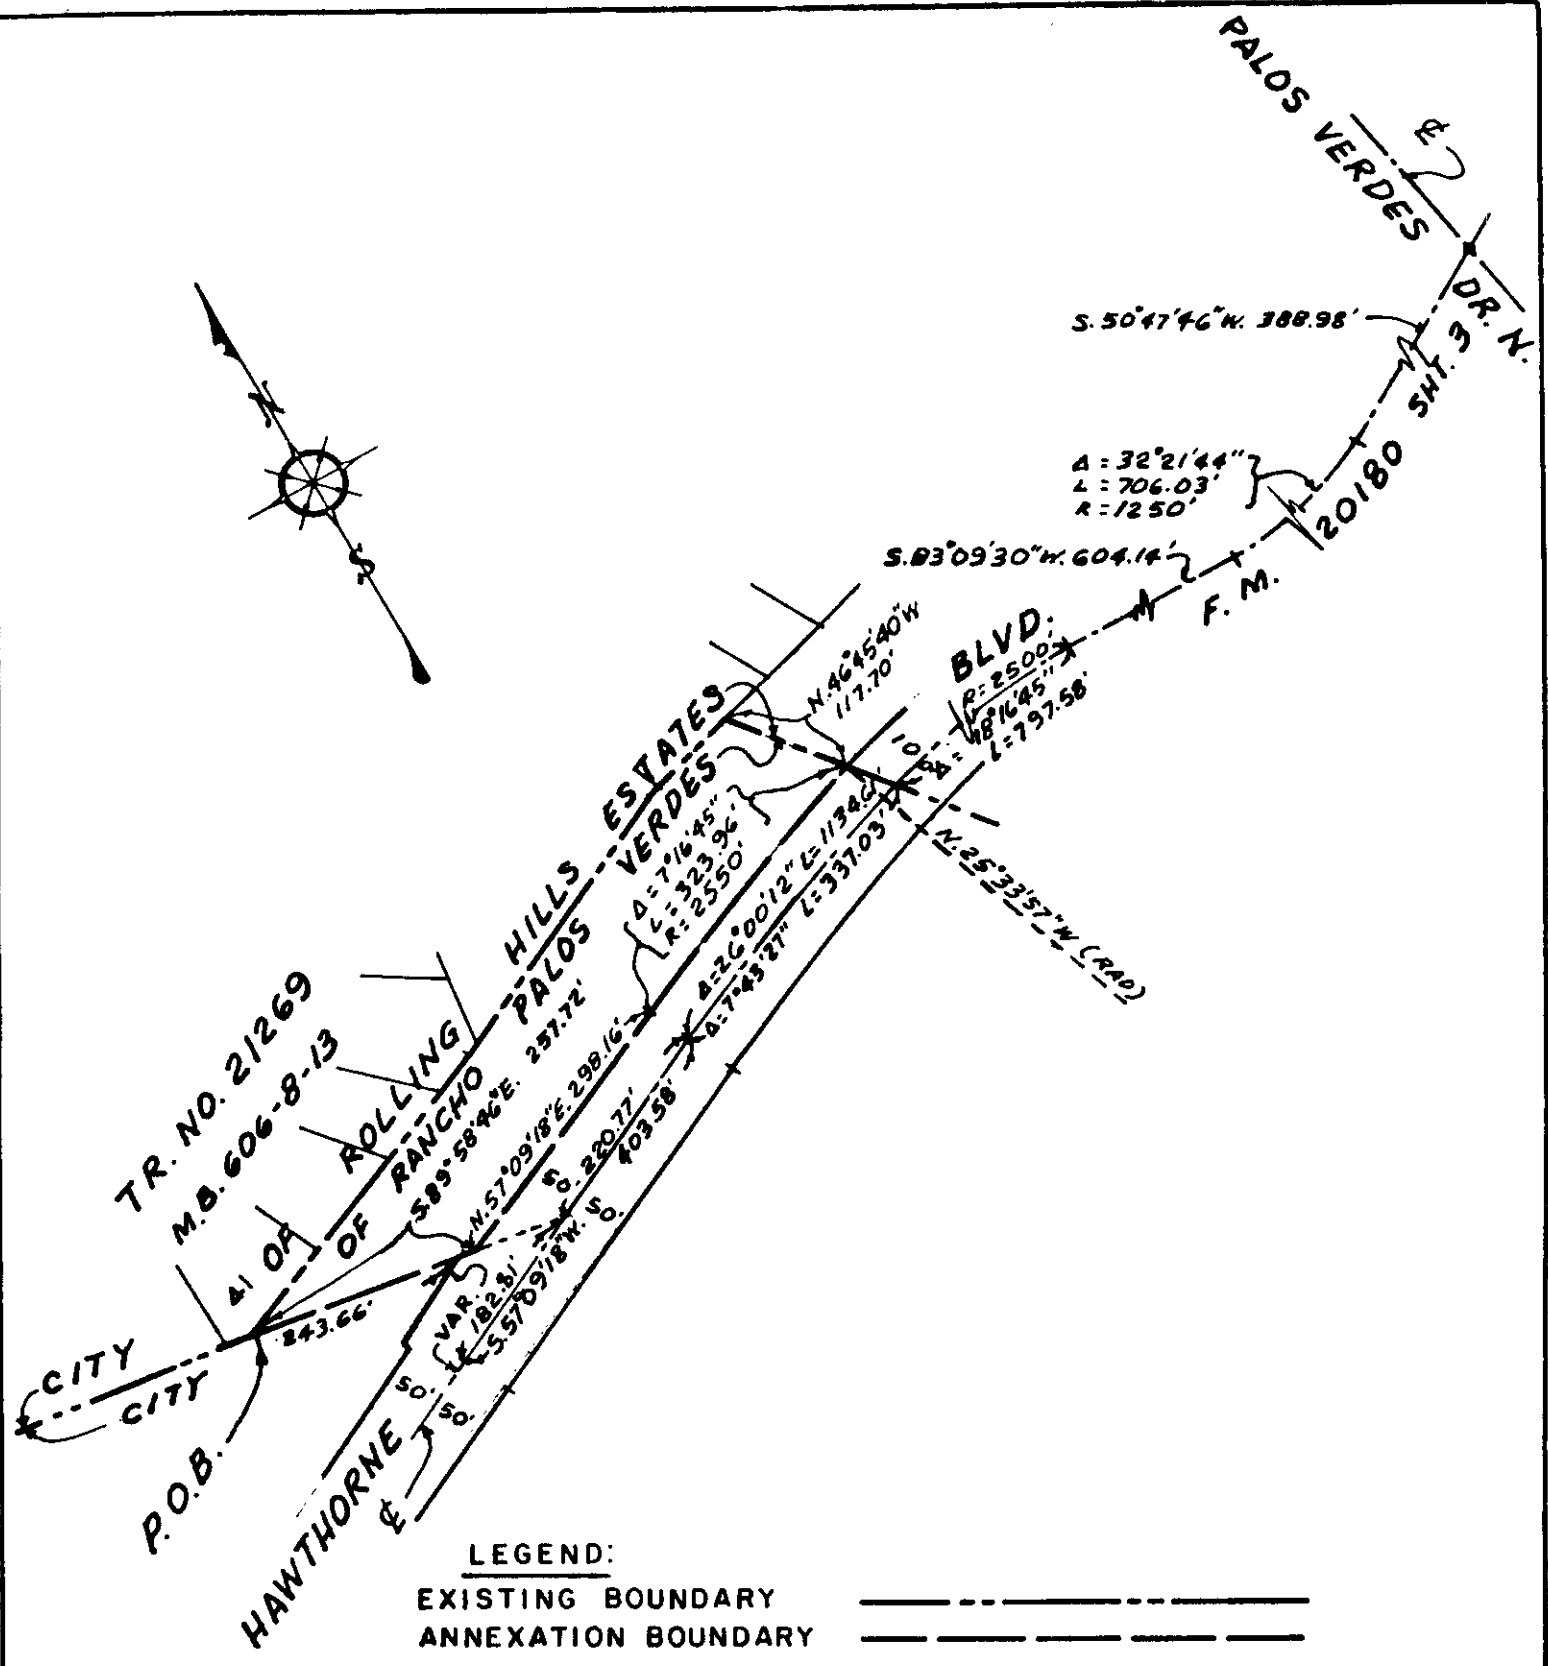 PALOS VERDES DR. N.
℄
S. 50°47'46" W. 388.98'
Δ = 32°21'44"
L = 706.03'
R = 1250'
S. 83°09'30" W. 604.14'
F. M. 20180 SHT. 3
N
S
N. 46°45'40" W
117.70'
BLVD.
R = 2500'
Δ = 18°16'45"
L = 797.58'
Δ = 7°16'45"
L = 323.96'
R = 2550'
Δ = 26°00'12" L = 1134.61'
Δ = 7°43'27" L = 337.03'
N. 25°33'57" W (RAD)
CITY OF ROLLING HILLS ESTATES
CITY OF RANCHO PALOS VERDES
TR. NO. 21269
M.B. 606-8-13
41
S. 89°58'46" E. 257.72'
N. 57°09'18" E. 298.16'
50. 220.77'
403.58'
VAR.
182.81'
S. 57°09'18" W.
50.
50.
843.66'
50'
50.
P.O.B.
HAWTHORNE
℄
LEGEND:
EXISTING BOUNDARY
ANNEXATION BOUNDARY